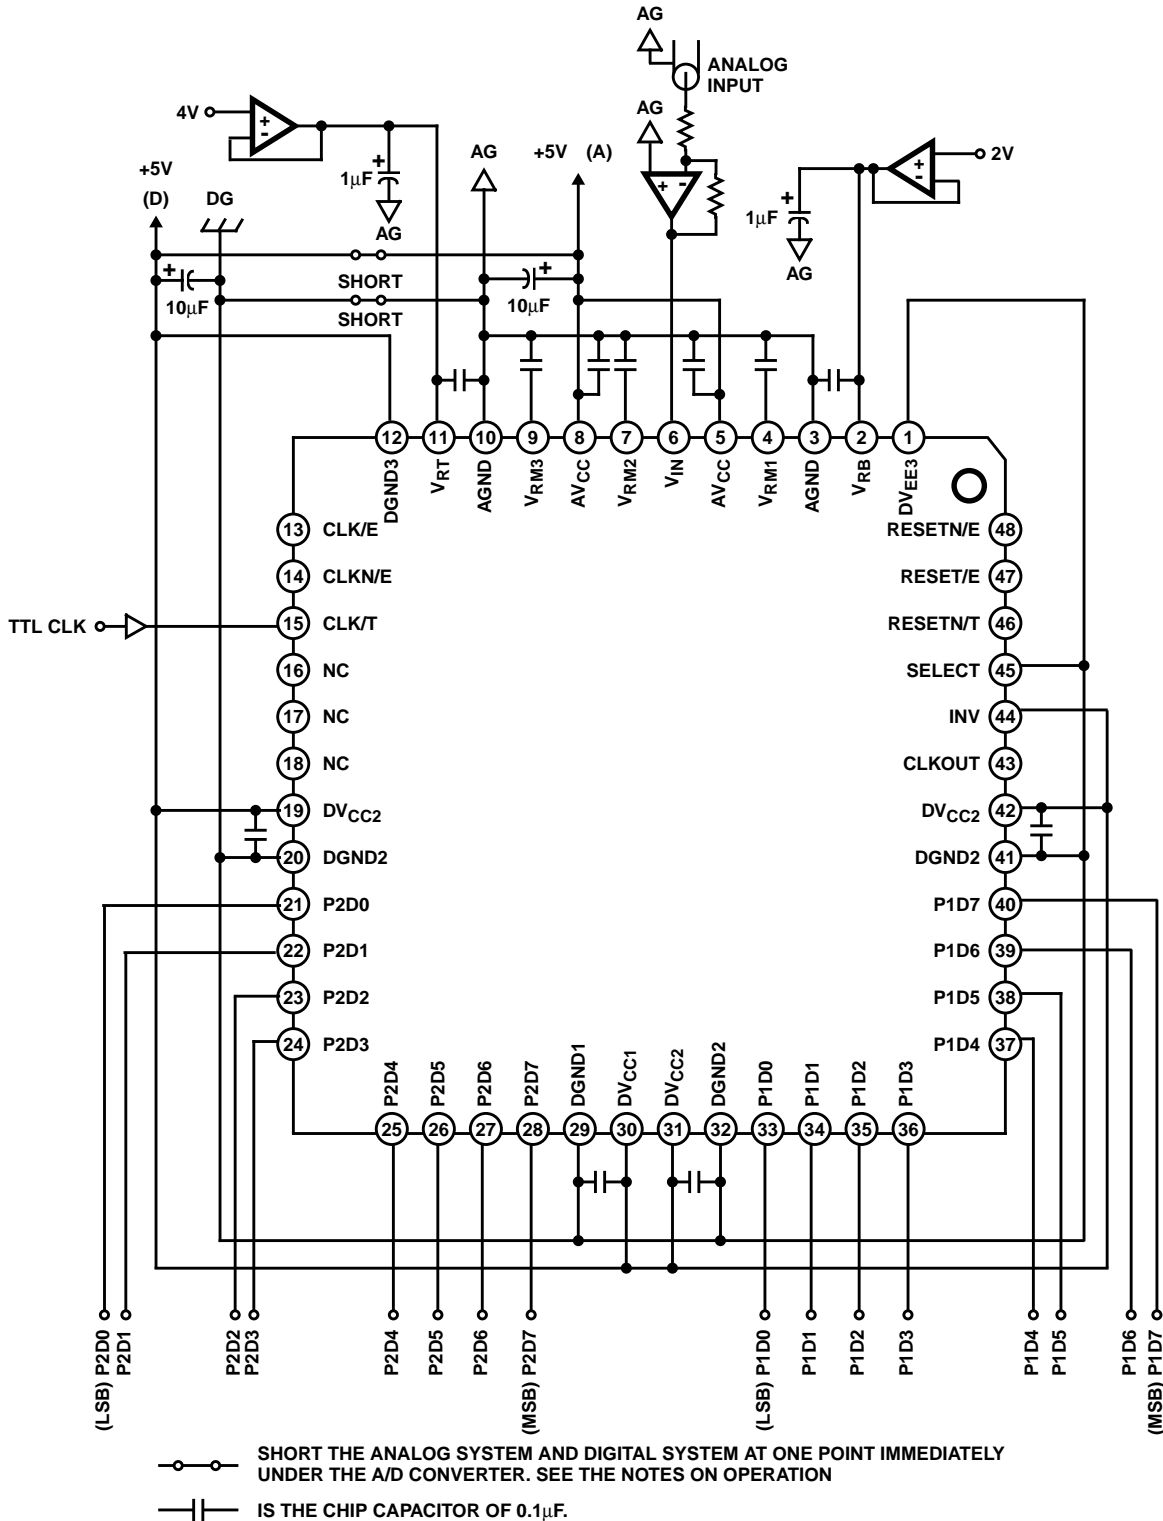 AG
ANALOG
INPUT
4V
AG
+
-
+5V
(D)
DG
+
1µF
AG
AG
+5V (A)
+ -
+
-
2V
+
1µF
AG
+
10µF
SHORT
SHORT
+
10µF
12 11 10 9 8 7 6 5 4 3 2 1
DGND3 VRT AGND VRM3 AVCC VRM2 VIN AVCC VRM1 AGND VRB DVEE3
13 CLK/E
14 CLKN/E
TTL CLK
15 CLK/T
16 NC
17 NC
18 NC
19 DVCC2
20 DGND2
21 P2D0
22 P2D1
23 P2D2
24 P2D3
RESETN/E 48
RESET/E 47
RESETN/T 46
SELECT 45
INV 44
CLKOUT 43
DVCC2 42
DGND2 41
P1D7 40
P1D6 39
P1D5 38
P1D4 37
P2D4 P2D5 P2D6 P2D7 DGND1 DVCC1 DVCC2 DGND2 P1D0 P1D1 P1D2 P1D3
25 26 27 28 29 30 31 32 33 34 35 36
(LSB) P2D0
P2D1
P2D2
P2D3
P2D4
P2D5
P2D6
(MSB) P2D7
(LSB) P1D0
P1D1
P1D2
P1D3
P1D4
P1D5
P1D6
(MSB) P1D7
SHORT THE ANALOG SYSTEM AND DIGITAL SYSTEM AT ONE POINT IMMEDIATELY
UNDER THE A/D CONVERTER. SEE THE NOTES ON OPERATION
IS THE CHIP CAPACITOR OF 0.1µF.